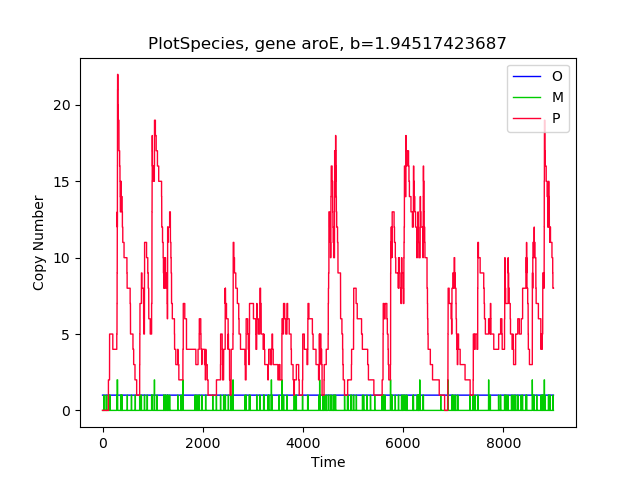 PlotSpecies, gene aroE, b=1.94517423687
O
M
P
20
15
10
5
0
Copy Number
0 2000 4000 6000 8000
Time